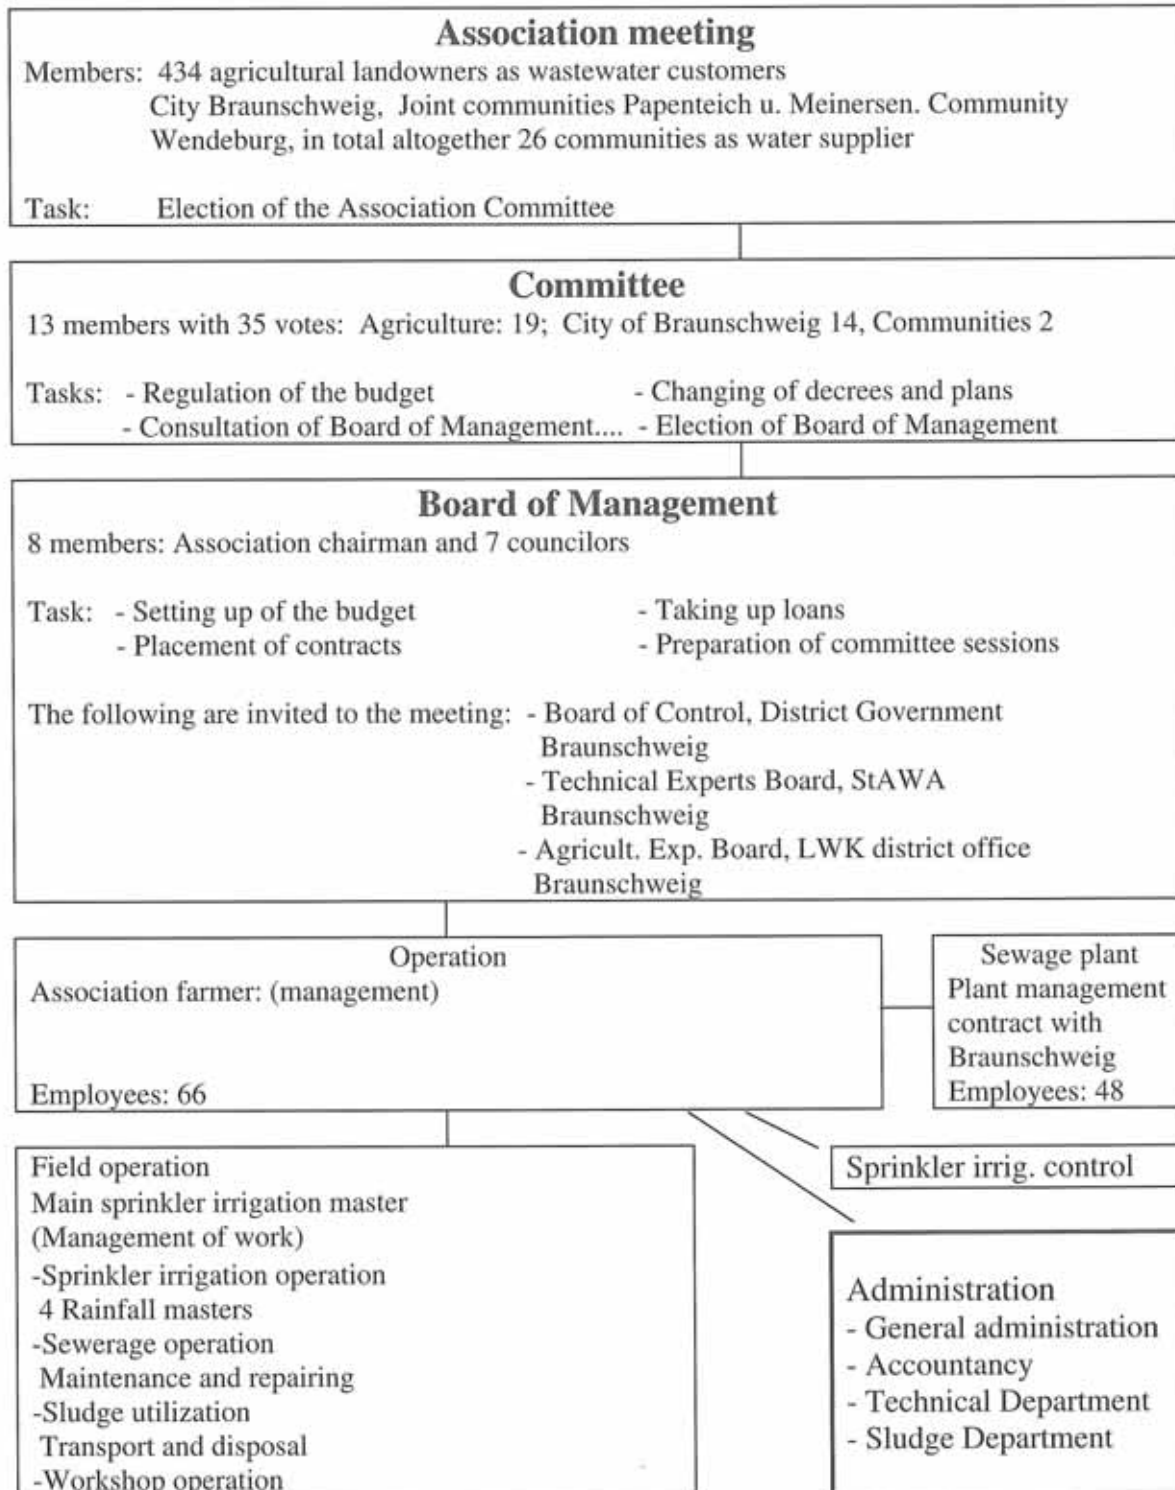 Association meeting
Members: 434 agricultural landowners as wastewater customers
City Braunschweig, Joint communities Papenteich u. Meinersen. Community
Wendeburg, in total altogether 26 communities as water supplier
Task: Election of the Association Committee
Committee
13 members with 35 votes: Agriculture: 19; City of Braunschweig 14, Communities 2
Tasks: - Regulation of the budget - Changing of decrees and plans
- Consultation of Board of Management.... - Election of Board of Management
Board of Management
8 members: Association chairman and 7 councilors
Task: - Setting up of the budget - Taking up loans
- Placement of contracts - Preparation of committee sessions
The following are invited to the meeting: - Board of Control, District Government
Braunschweig
- Technical Experts Board, StAWA
Braunschweig
- Agricult. Exp. Board, LWK district office
Braunschweig
Operation
Association farmer: (management)
Employees: 66
Sewage plant
Plant management
contract with
Braunschweig
Employees: 48
Field operation
Main sprinkler irrigation master
(Management of work)
-Sprinkler irrigation operation
4 Rainfall masters
-Sewerage operation
Maintenance and repairing
-Sludge utilization
Transport and disposal
-Workshop operation
Sprinkler irrig. control
Administration
- General administration
- Accountancy
- Technical Department
- Sludge Department